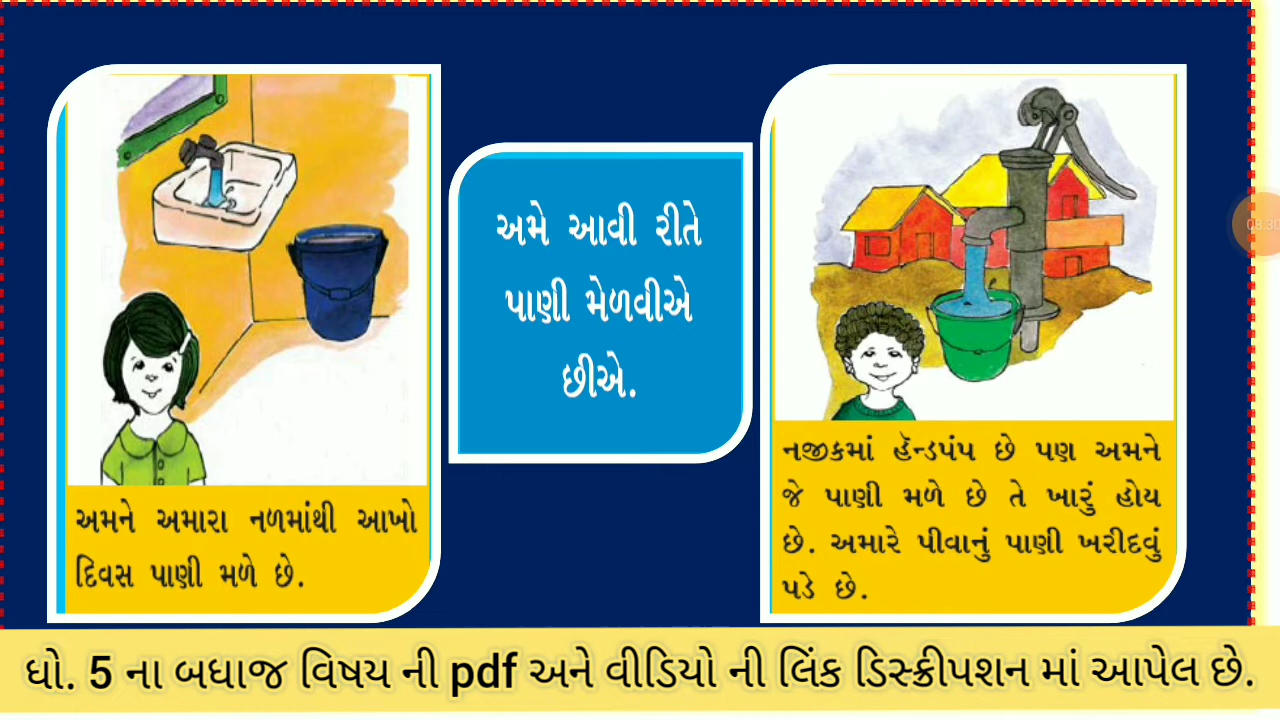 અમને અમારા નળમાંથી આખો
દિવસ પાણી મળે છે.
અમે આવી રીતે
પાણી મેળવીએ
છીએ.
નજીકમાં હૅન્ડપંપ છે પણ અમને
જે પાણી મળે છે તે ખારું હોય
છે. અમારે પીવાનું પાણી ખરીદવું
પડે છે.
ધો. 5 ના બધાજ વિષય ની pdf અને વીડિયો ની લિંક ડિસ્ક્રીપશન માં આપેલ છે.